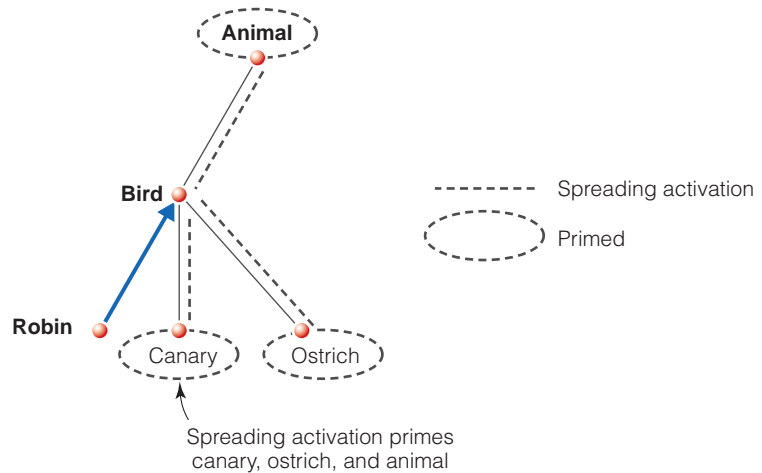 Animal
Bird
Spreading activation
Primed
Robin
Canary
Ostrich
Spreading activation primes
canary, ostrich, and animal